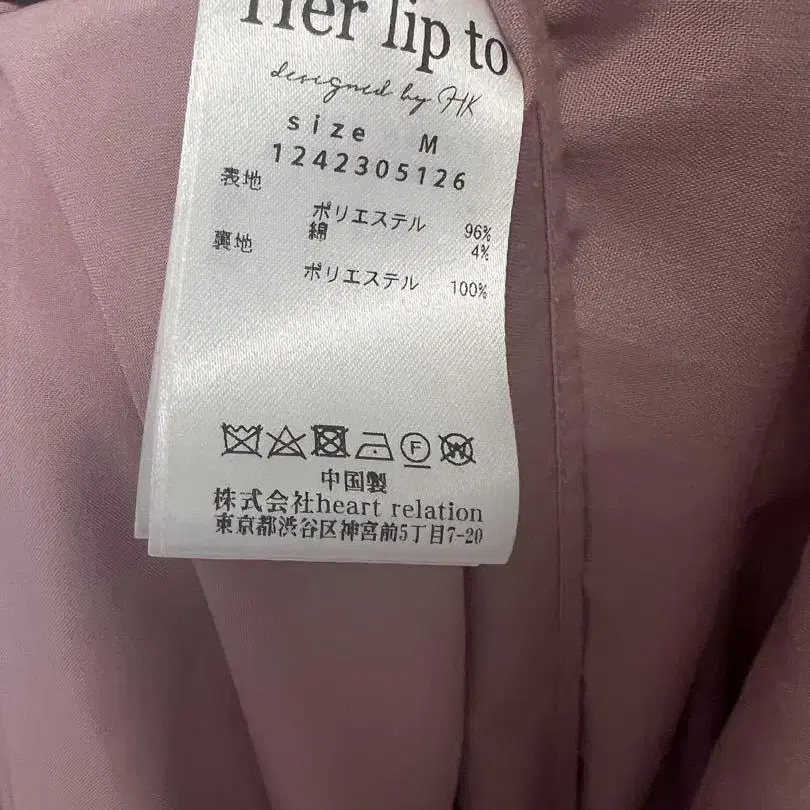 Her lip to
designed by HK
size M
1242305126
表地
ポリエステル 96%
綿 4%
裏地
ポリエステル 100%
F W
中国製
株式会社heart relation
東京都渋谷区神宮前5丁目7-20